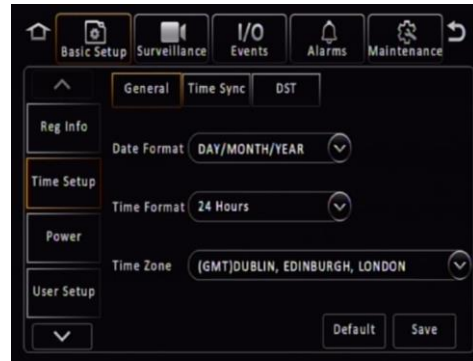 Basic Setup Surveillance I/O Events Alarms Maintenance
General Time Sync DST
Reg Info
Date Format DAY/MONTH/YEAR
Time Setup
Time Format 24 Hours
Power
Time Zone (GMT)DUBLIN, EDINBURGH, LONDON
User Setup
Default Save